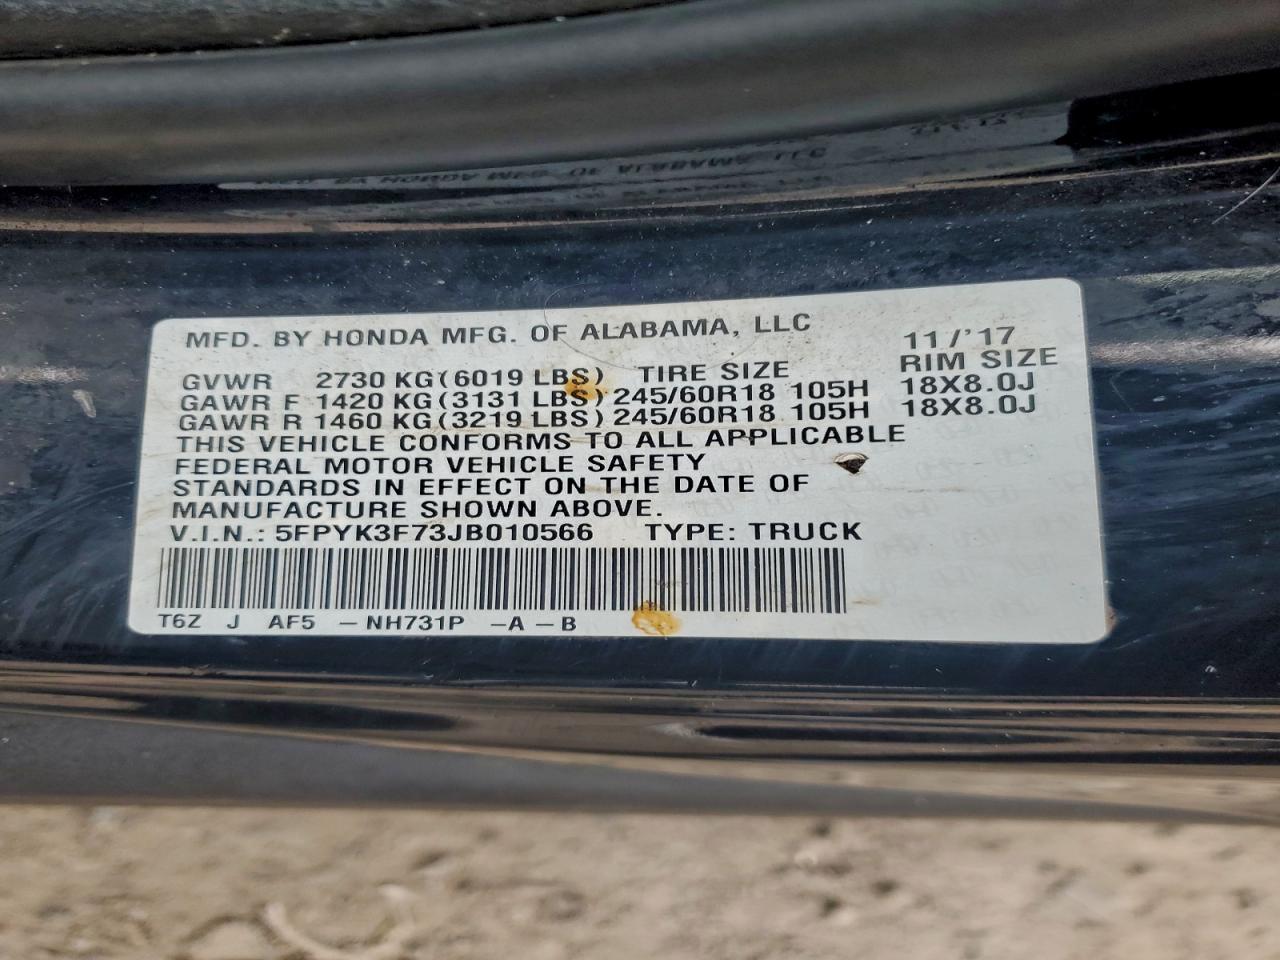 MFD. BY HONDA MFG. OF ALABAMA, LLC 11/'17
GVWR 2730 KG(6019 LBS) TIRE SIZE RIM SIZE
GAWR F 1420 KG(3131 LBS) 245/60R18 105H 18X8.0J
GAWR R 1460 KG(3219 LBS) 245/60R18 105H 18X8.0J
THIS VEHICLE CONFORMS TO ALL APPLICABLE
FEDERAL MOTOR VEHICLE SAFETY
STANDARDS IN EFFECT ON THE DATE OF
MANUFACTURE SHOWN ABOVE.
V.I.N.: 5FPYK3F73JB010566 TYPE: TRUCK
T6Z J AF5 -NH731P -A-B